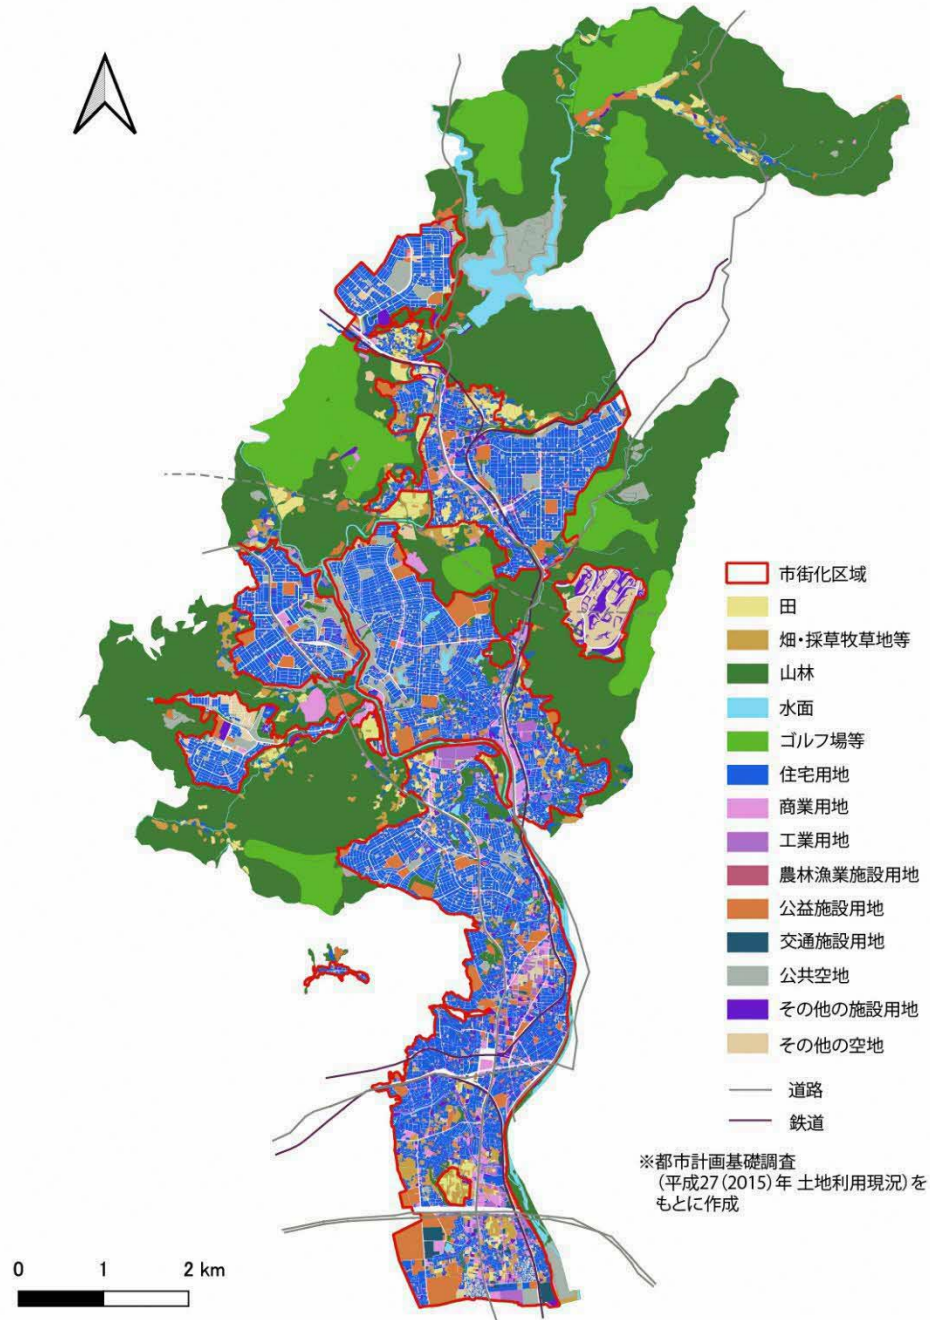 市街化区域
田
畑・採草牧草地等
山林
水面
ゴルフ場等
住宅用地
商業用地
工業用地
農林漁業施設用地
公益施設用地
交通施設用地
公共空地
その他の施設用地
その他の空地
道路
鉄道
※都市計画基礎調査
(平成27(2015)年 土地利用現況)を
もとに作成
0 1 2 km